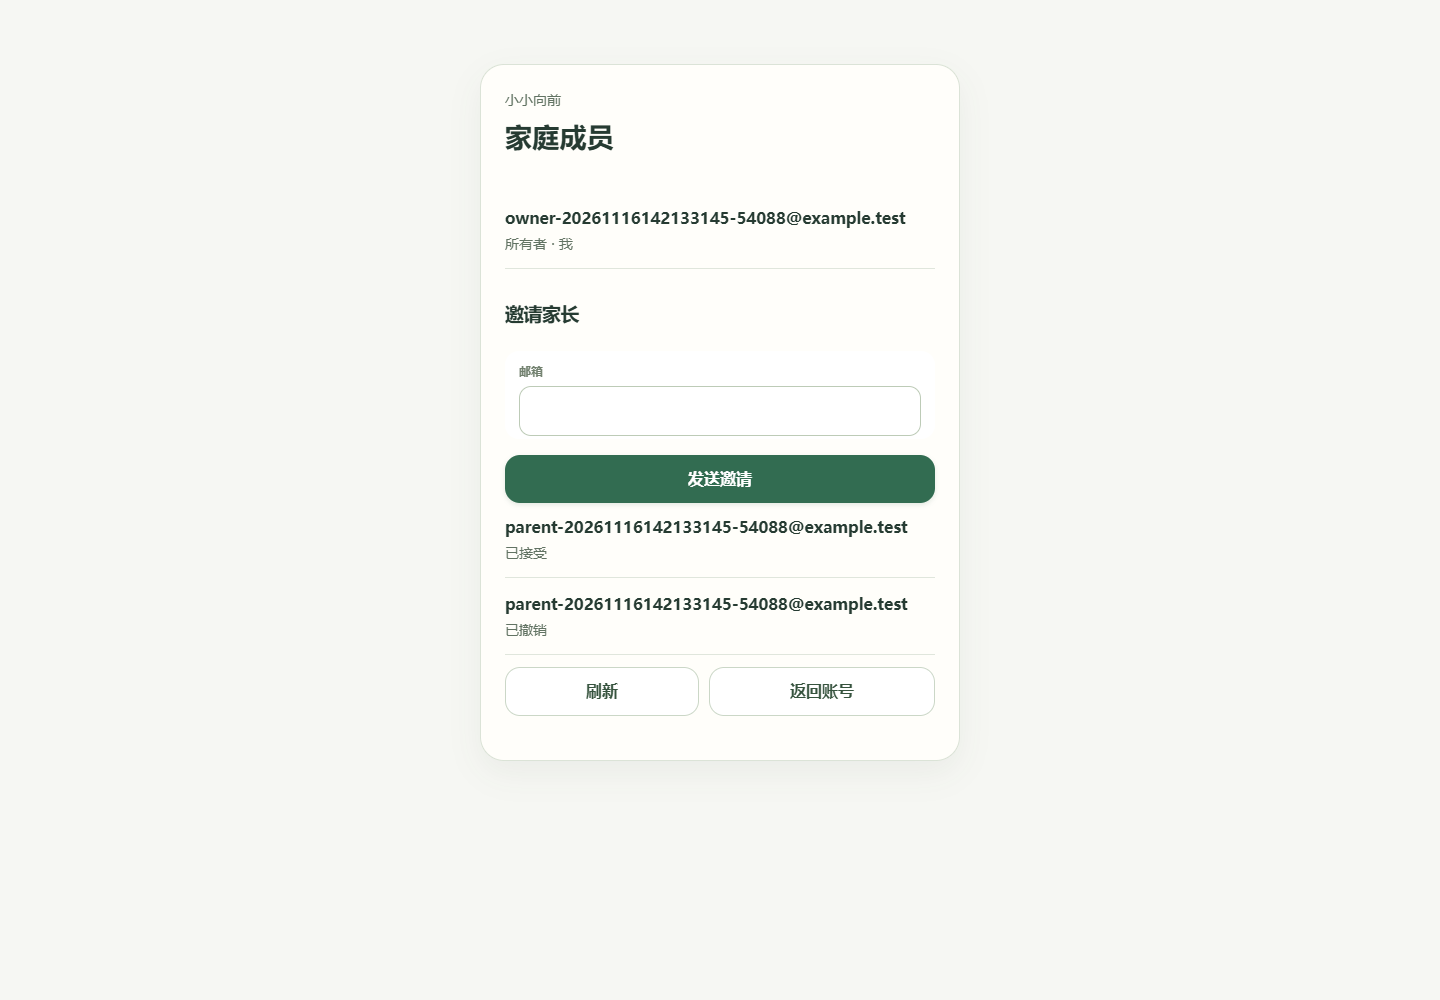 小小向前
家庭成员
owner-20261116142133145-54088@example.test
所有者 · 我
邀请家长
邮箱
发送邀请
parent-20261116142133145-54088@example.test
已接受
parent-20261116142133145-54088@example.test
已撤销
刷新
返回账号